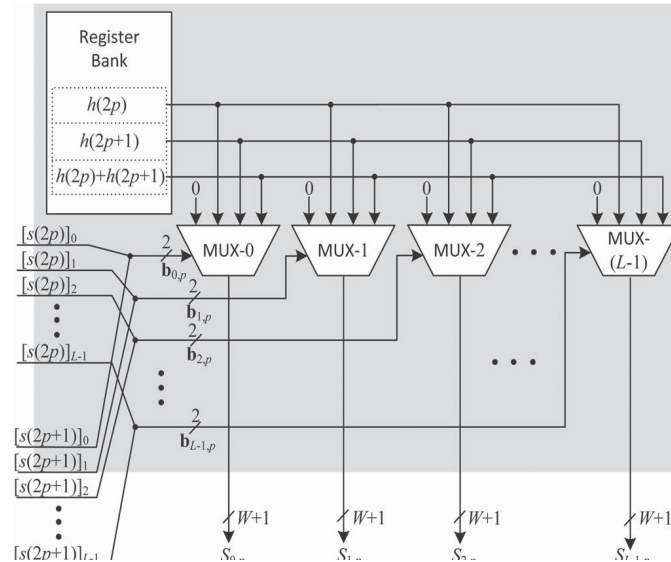 Register
Bank
h(2p)
h(2p+1)
h(2p)+h(2p+1)
0
0
0
0
MUX-0
MUX-1
MUX-2
MUX-
(L-1)
[s(2p)]0
[s(2p)]1
[s(2p)]2
[s(2p)]L-1
2
b0,p
2
b1,p
2
b2,p
2
bL-1,p
[s(2p+1)]0
[s(2p+1)]1
[s(2p+1)]2
[s(2p+1)]L-1
W+1
W+1
W+1
W+1
S0,p
S1,p
S2,p
SL-1,p